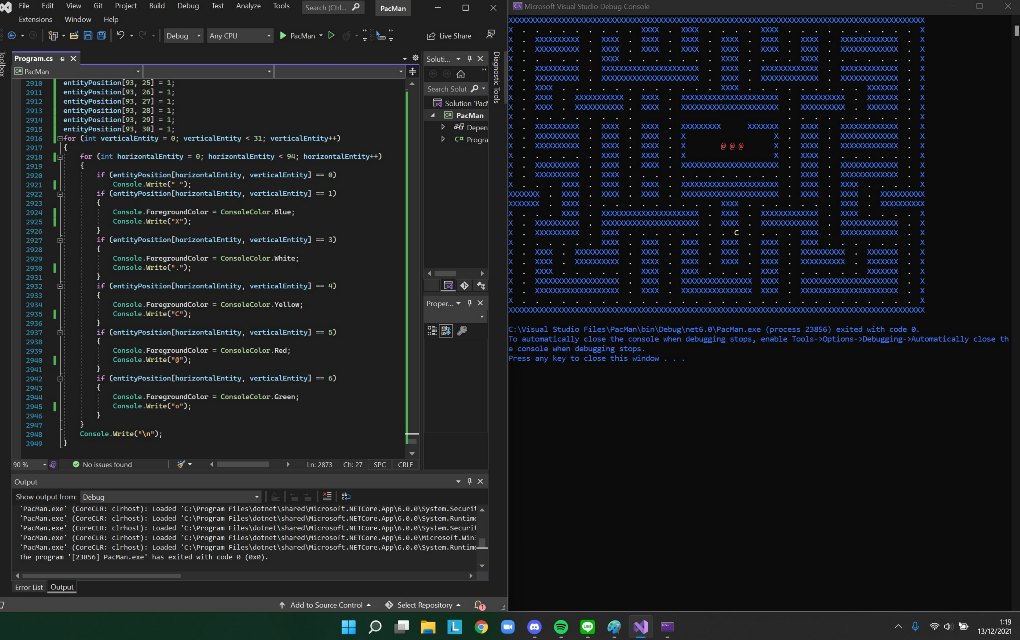 File Edit View Git Project Build Debug Test Analyze Tools
Extensions Window Help
Search (Ctrl...
PacMan
Debug
Any CPU
PacMan
Live Share
Program.cs
PacMan
2910 entityPosition[93, 25] = 1;
2911 entityPosition[93, 26] = 1;
2912 entityPosition[93, 27] = 1;
2913 entityPosition[93, 28] = 1;
2914 entityPosition[93, 29] = 1;
2915 entityPosition[93, 30] = 1;
2916 for (int verticalEntity = 0; verticalEntity < 31; verticalEntity++)
2917 {
2918 for (int horizontalEntity = 0; horizontalEntity < 94; horizontalEntity++)
2919 {
2920 if (entityPosition[horizontalEntity, verticalEntity] == 0)
2921 Console.Write(" ");
2922 if (entityPosition[horizontalEntity, verticalEntity] == 1)
2923 {
2924 Console.ForegroundColor = ConsoleColor.Blue;
2925 Console.Write("X");
2926 }
2927 if (entityPosition[horizontalEntity, verticalEntity] == 3)
2928 {
2929 Console.ForegroundColor = ConsoleColor.White;
2930 Console.Write(".");
2931 }
2932 if (entityPosition[horizontalEntity, verticalEntity] == 4)
2933 {
2934 Console.ForegroundColor = ConsoleColor.Yellow;
2935 Console.Write("C");
2936 }
2937 if (entityPosition[horizontalEntity, verticalEntity] == 5)
2938 {
2939 Console.ForegroundColor = ConsoleColor.Red;
2940 Console.Write("@");
2941 }
2942 if (entityPosition[horizontalEntity, verticalEntity] == 6)
2943 {
2944 Console.ForegroundColor = ConsoleColor.Green;
2945 Console.Write("o");
2946 }
2947 }
2948 Console.Write("\n");
2949 }
90 %
No issues found
Ln: 2873 Ch: 27 SPC CRLF
Solut...
Search Solut
Solution 'Pac
PacMan
Depen
Progra
Proper...
Diagnostic Tools
Output
Show output from: Debug
'PacMan.exe' (CoreCLR: clrhost): Loaded 'C:\Program Files\dotnet\shared\Microsoft.NETCore.App\6.0.0\System.Securit
'PacMan.exe' (CoreCLR: clrhost): Loaded 'C:\Program Files\dotnet\shared\Microsoft.NETCore.App\6.0.0\System.Runtime
'PacMan.exe' (CoreCLR: clrhost): Loaded 'C:\Program Files\dotnet\shared\Microsoft.NETCore.App\6.0.0\System.Securit
'PacMan.exe' (CoreCLR: clrhost): Loaded 'C:\Program Files\dotnet\shared\Microsoft.NETCore.App\6.0.0\Microsoft.Win
'PacMan.exe' (CoreCLR: clrhost): Loaded 'C:\Program Files\dotnet\shared\Microsoft.NETCore.App\6.0.0\System.Runtime
The program '[23856] PacMan.exe' has exited with code 0 (0x0).
Error List Output
Add to Source Control
Select Repository
Microsoft Visual Studio Debug Console
@ @ @
C
C:\Visual Studio Files\PacMan\bin\Debug\net6.0\PacMan.exe (process 23856) exited with code 0.
To automatically close the console when debugging stops, enable Tools->Options->Debugging->Automatically close th
e console when debugging stops.
Press any key to close this window . . .
1:19
13/12/2021